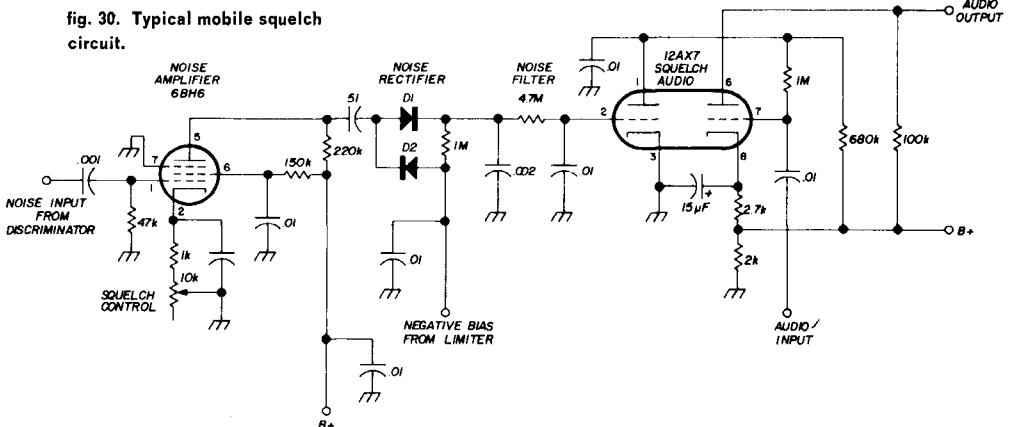 fig. 30. Typical mobile squelch
circuit.
AUDIO
OUTPUT
NOISE
AMPLIFIER
6BH6
NOISE
RECTIFIER
NOISE
FILTER
4.7M
12AX7
SQUELCH
AUDIO
.01
1
6
1M
51
D1
D2
5
7
6
1
2
.001
NOISE INPUT
FROM
DISCRIMINATOR
47k
1k
10k
SQUELCH
CONTROL
150k
220k
.01
1M
.002
.01
2
7
3
8
15µF
+
2.7k
2k
680k
100k
.01
B+
.01
NEGATIVE BIAS
FROM LIMITER
AUDIO
INPUT
.01
B+